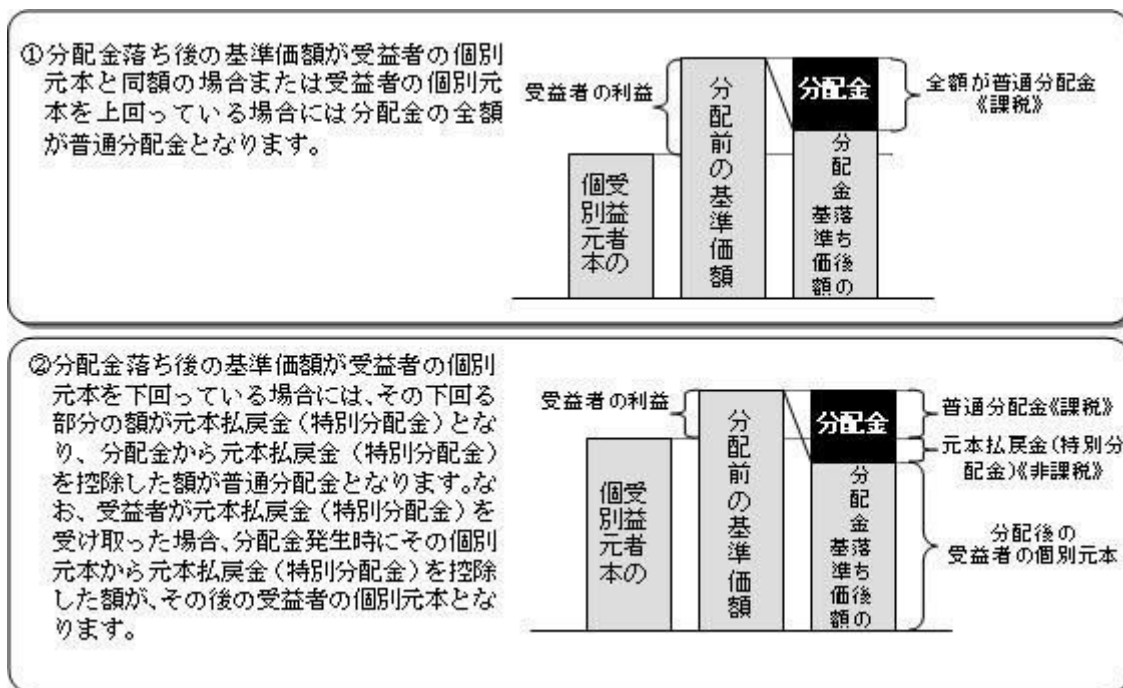 ①分配金落ち後の基準価額が受益者の個別
元本と同額の場合または受益者の個別元
本を上回っている場合には分配金の全額
が普通分配金となります。
受益者の利益
受益者の
個別元本
分配前の基準価額
分配金
分配金落ち後の
基準価額
全額が普通分配金
《課税》
②分配金落ち後の基準価額が受益者の個別
元本を下回っている場合には、その下回る
部分の額が元本払戻金(特別分配金)とな
り、分配金から元本払戻金(特別分配金)
を控除した額が普通分配金となります。な
お、受益者が元本払戻金(特別分配金)を
受け取った場合、分配金発生時にその個別
元本から元本払戻金(特別分配金)を控除
した額が、その後の受益者の個別元本とな
ります。
受益者の利益
受益者の
個別元本
分配前の基準価額
分配金
分配金落ち後の
基準価額
普通分配金《課税》
元本払戻金(特別分
配金)《非課税》
分配後の
受益者の個別元本